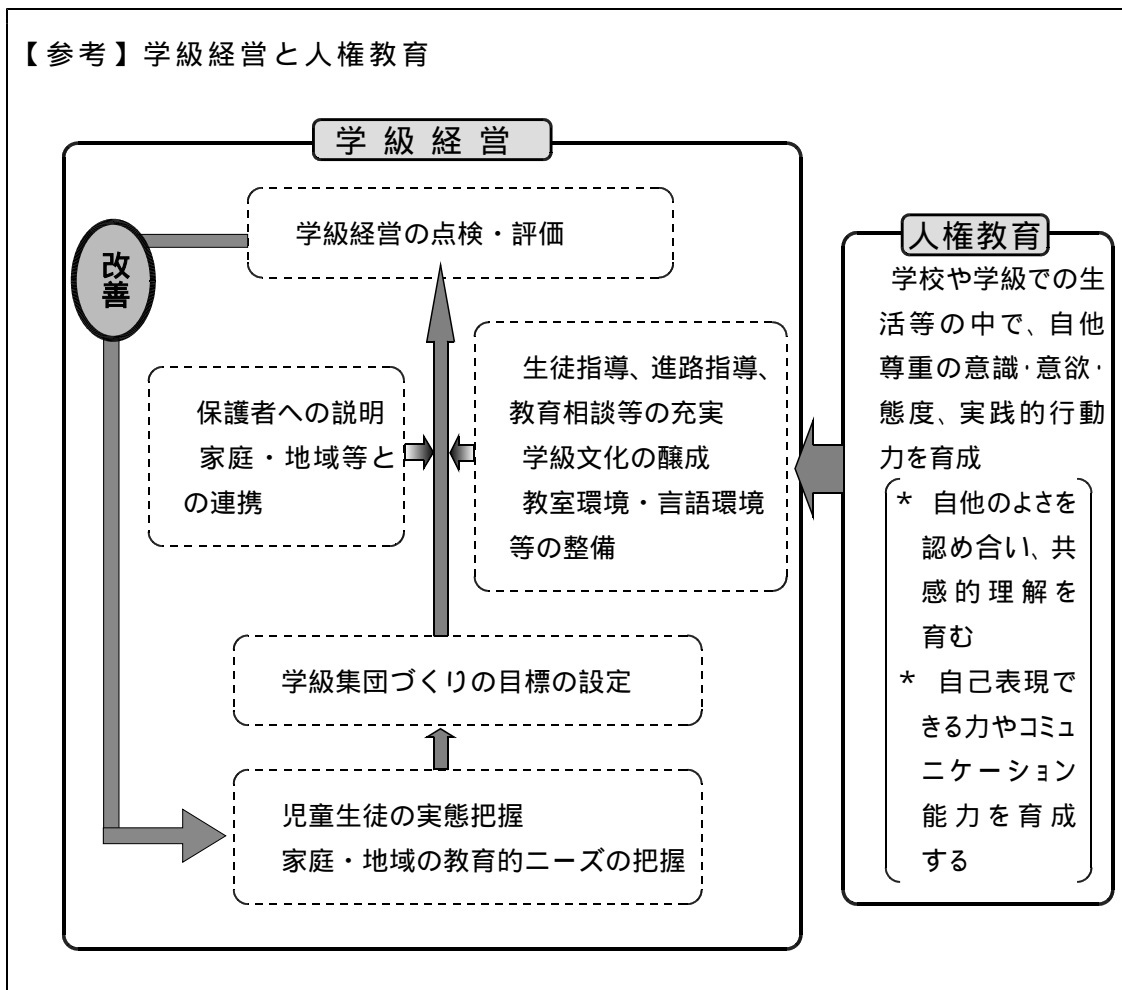 【参考】学級経営と人権教育
学級経営
学級経営の点検・評価
改善
保護者への説明
家庭・地域等と
の連携
生徒指導、進路指導、
教育相談等の充実
学級文化の醸成
教室環境・言語環境
等の整備
学級集団づくりの目標の設定
児童生徒の実態把握
家庭・地域の教育的ニーズの把握
人権教育
学校や学級での生
活等の中で、自他
尊重の意識・意欲・
態度、実践的行動
力を育成
* 自他のよさを
認め合い、共
感的理解を
育む
* 自己表現で
きる力やコミュ
ニケーション
能力を育成
する